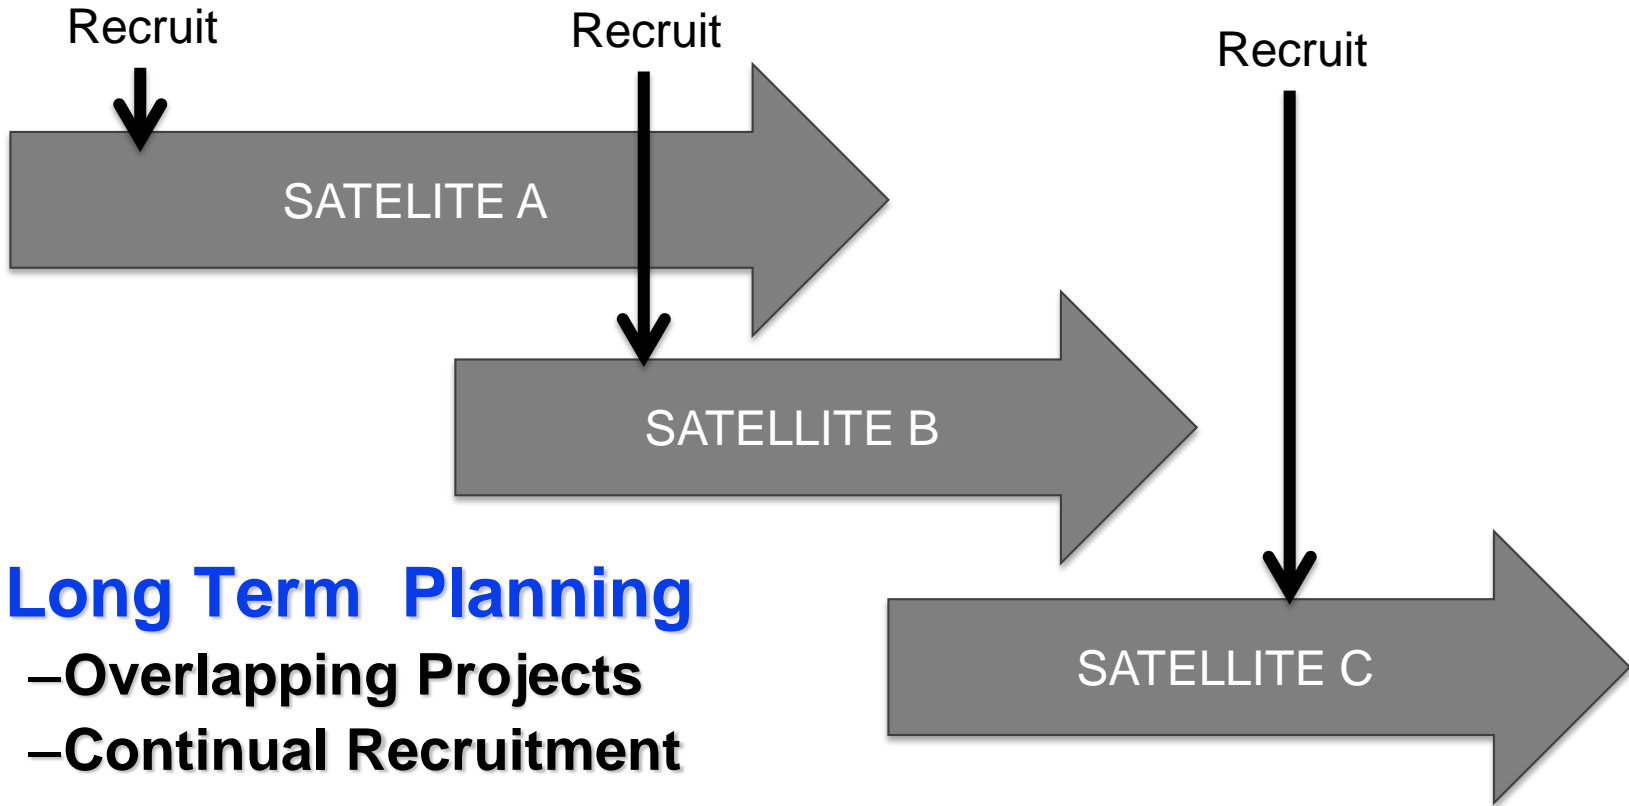 Recruit
Recruit
Recruit
SATELITE A
SATELLITE B
Long Term  Planning
–Overlapping Projects
–Continual Recruitment
SATELLITE C